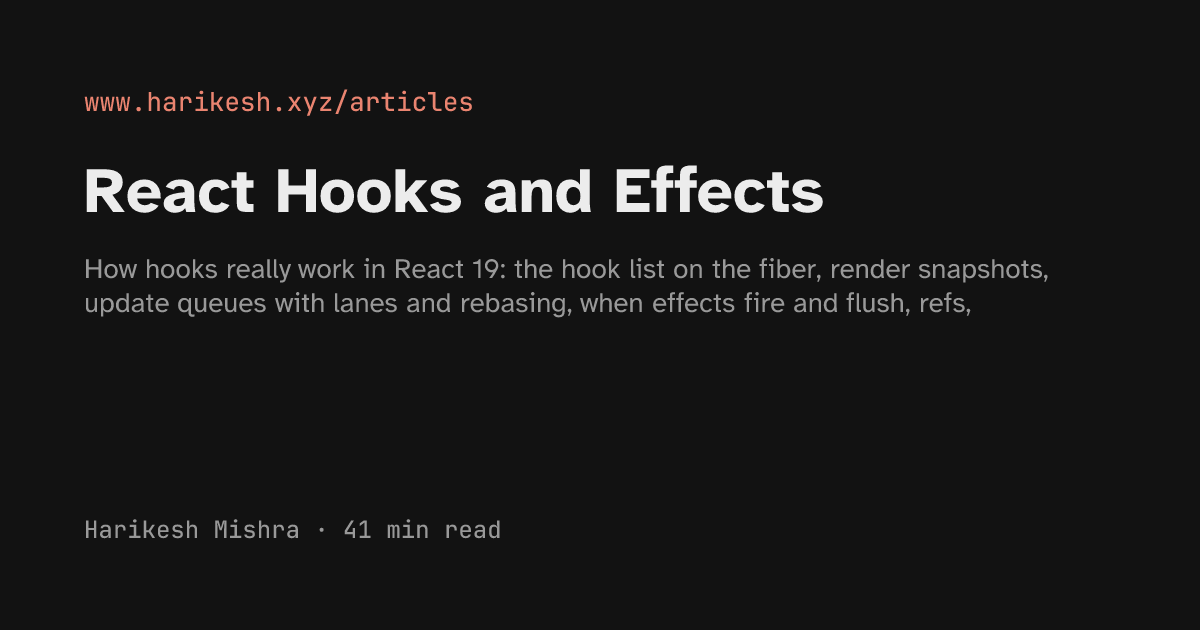 www.harikesh.xyz/articles
React Hooks and Effects
How hooks really work in React 19: the hook list on the fiber, render snapshots,
update queues with lanes and rebasing, when effects fire and flush, refs,
Harikesh Mishra · 41 min read